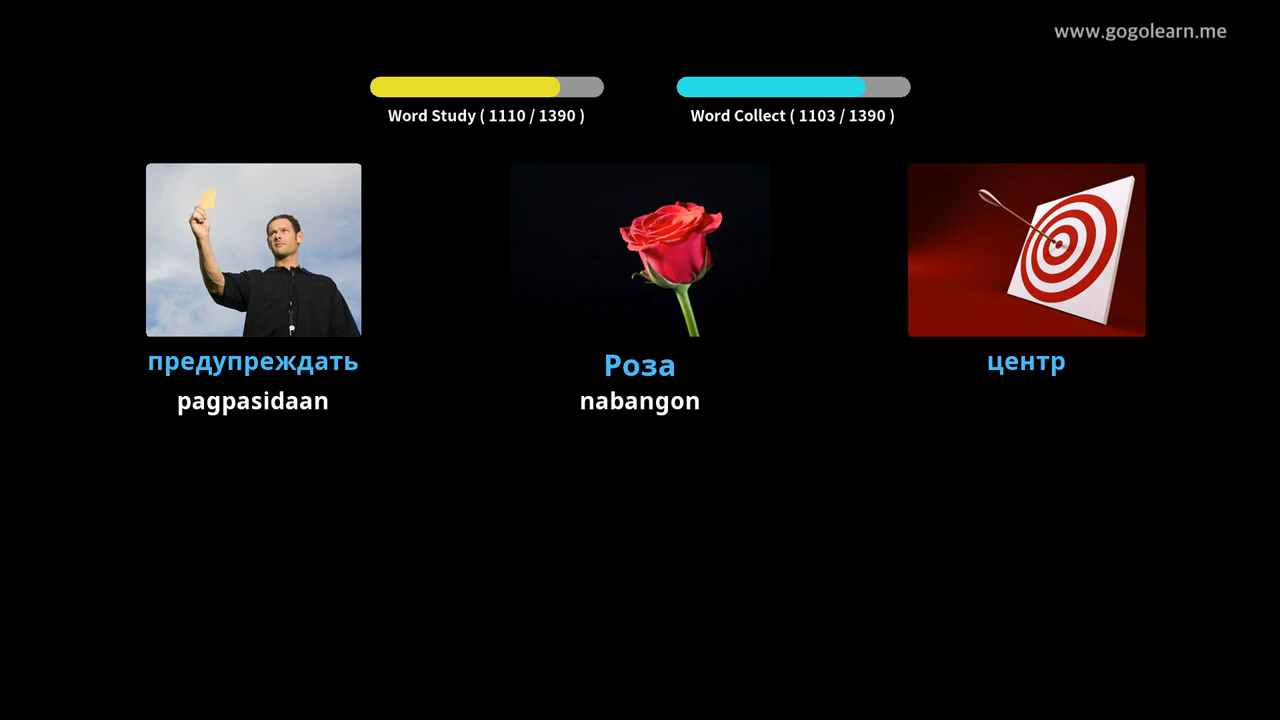 www.gogolearn.me
Word Study ( 1110 / 1390 )
Word Collect ( 1103 / 1390 )
предупреждать
pagpasidaan
Роза
nabangon
центр